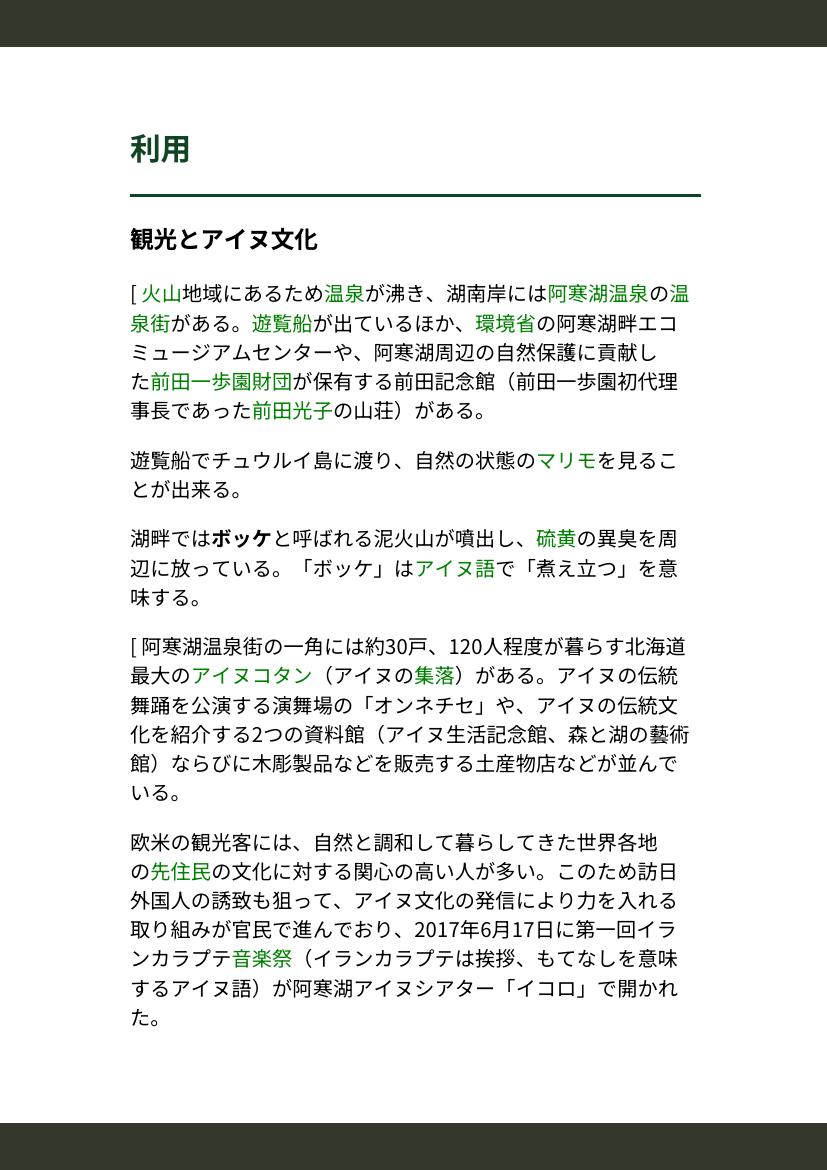 利用
観光とアイヌ文化
[ 火山地域にあるため温泉が沸き、湖南岸には阿寒湖温泉の温
泉街がある。遊覧船が出ているほか、環境省の阿寒湖畔エコ
ミュージアムセンターや、阿寒湖周辺の自然保護に貢献し
た前田一歩園財団が保有する前田記念館（前田一歩園初代理
事長であった前田光子の山荘）がある。
遊覧船でチュウルイ島に渡り、自然の状態のマリモを見るこ
とが出来る。
湖畔ではボッケと呼ばれる泥火山が噴出し、硫黄の異臭を周
辺に放っている。「ボッケ」はアイヌ語で「煮え立つ」を意
味する。
[ 阿寒湖温泉街の一角には約30戸、120人程度が暮らす北海道
最大のアイヌコタン（アイヌの集落）がある。アイヌの伝統
舞踊を公演する演舞場の「オンネチセ」や、アイヌの伝統文
化を紹介する2つの資料館（アイヌ生活記念館、森と湖の藝術
館）ならびに木彫製品などを販売する土産物店などが並んで
いる。
欧米の観光客には、自然と調和して暮らしてきた世界各地
の先住民の文化に対する関心の高い人が多い。このため訪日
外国人の誘致も狙って、アイヌ文化の発信により力を入れる
取り組みが官民で進んでおり、2017年6月17日に第一回イラ
ンカラプテ音楽祭（イランカラプテは挨拶、もてなしを意味
するアイヌ語）が阿寒湖アイヌシアター「イコロ」で開かれ
た。